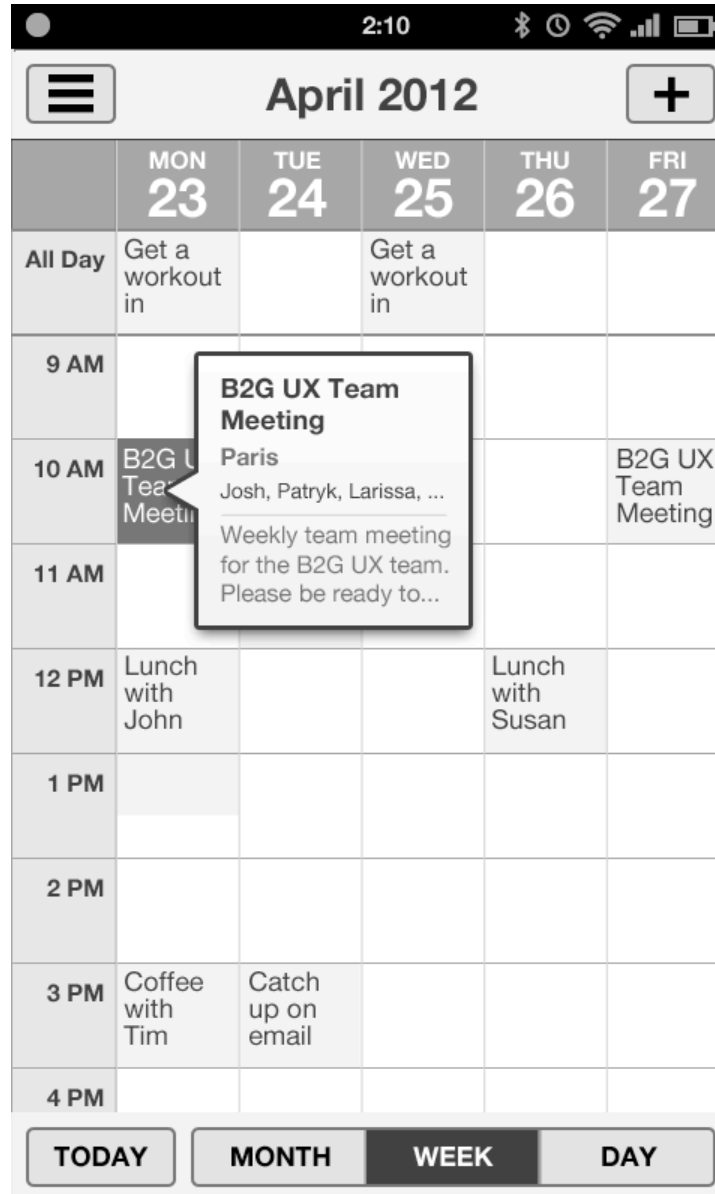 2:10
April 2012
MON TUE WED THU FRI
23 24 25 26 27
All Day
Get a
workout
in
Get a
workout
in
9 AM
B2G UX Team
Meeting
Paris
Josh, Patryk, Larissa, ...
Weekly team meeting
for the B2G UX team.
Please be ready to...
10 AM
B2G U
Tea
Meeti
B2G UX
Team
Meeting
11 AM
12 PM
Lunch
with
John
Lunch
with
Susan
1 PM
2 PM
3 PM
Coffee
with
Tim
Catch
up on
email
4 PM
TODAY MONTH WEEK DAY